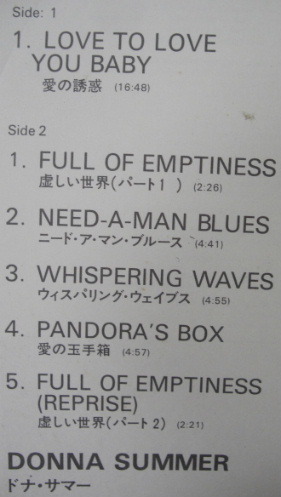 Side: 1
1. LOVE TO LOVE
YOU BABY
愛の誘惑 (16:48)
Side 2
1. FULL OF EMPTINESS
虚しい世界(パート1 ) (2:26)
2. NEED-A-MAN BLUES
ニード・ア・マン・ブルース (4:41)
3. WHISPERING WAVES
ウィスパリング・ウェイブス (4:55)
4. PANDORA'S BOX
愛の玉手箱 (4:57)
5. FULL OF EMPTINESS
(REPRISE)
虚しい世界(パート2) (2:21)
DONNA SUMMER
ドナ・サマー